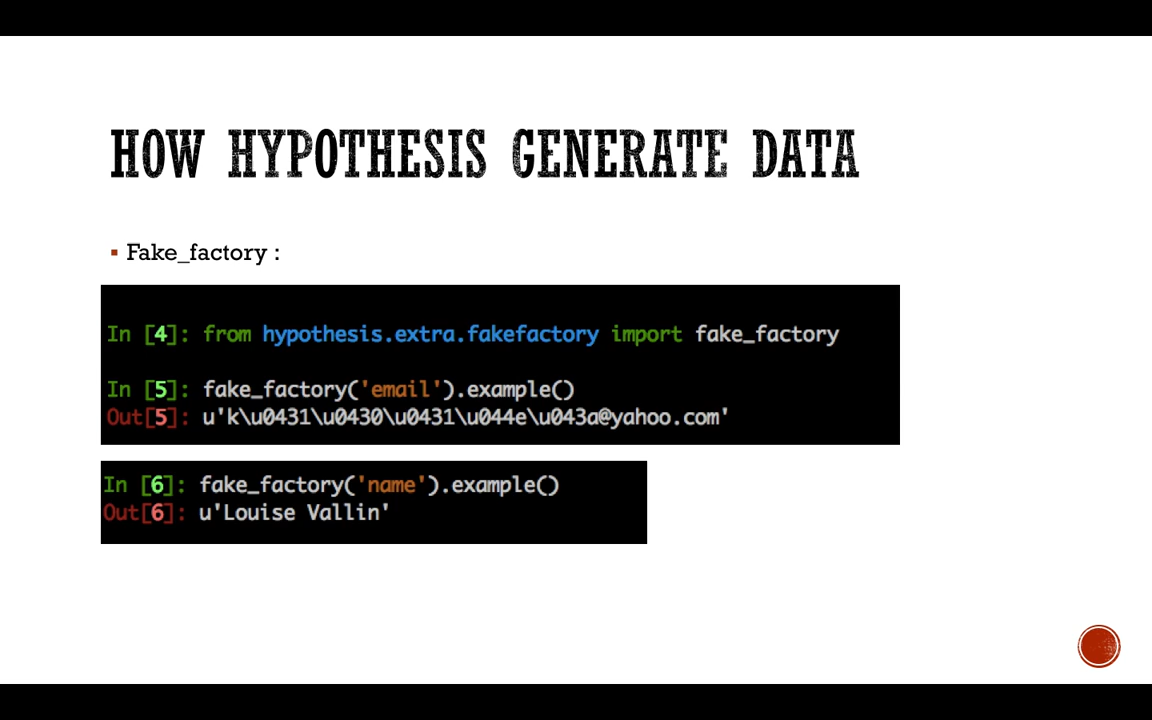 HOW HYPOTHESIS GENERATE DATA
Fake_factory :
In [4]: from hypothesis.extra.fakefactory import fake_factory
In [5]: fake_factory('email').example()
Out[5]: u'k\u0431\u0430\u0431\u044e\u043a@yahoo.com'
In [6]: fake_factory('name').example()
Out[6]: u'Louise Vallin'